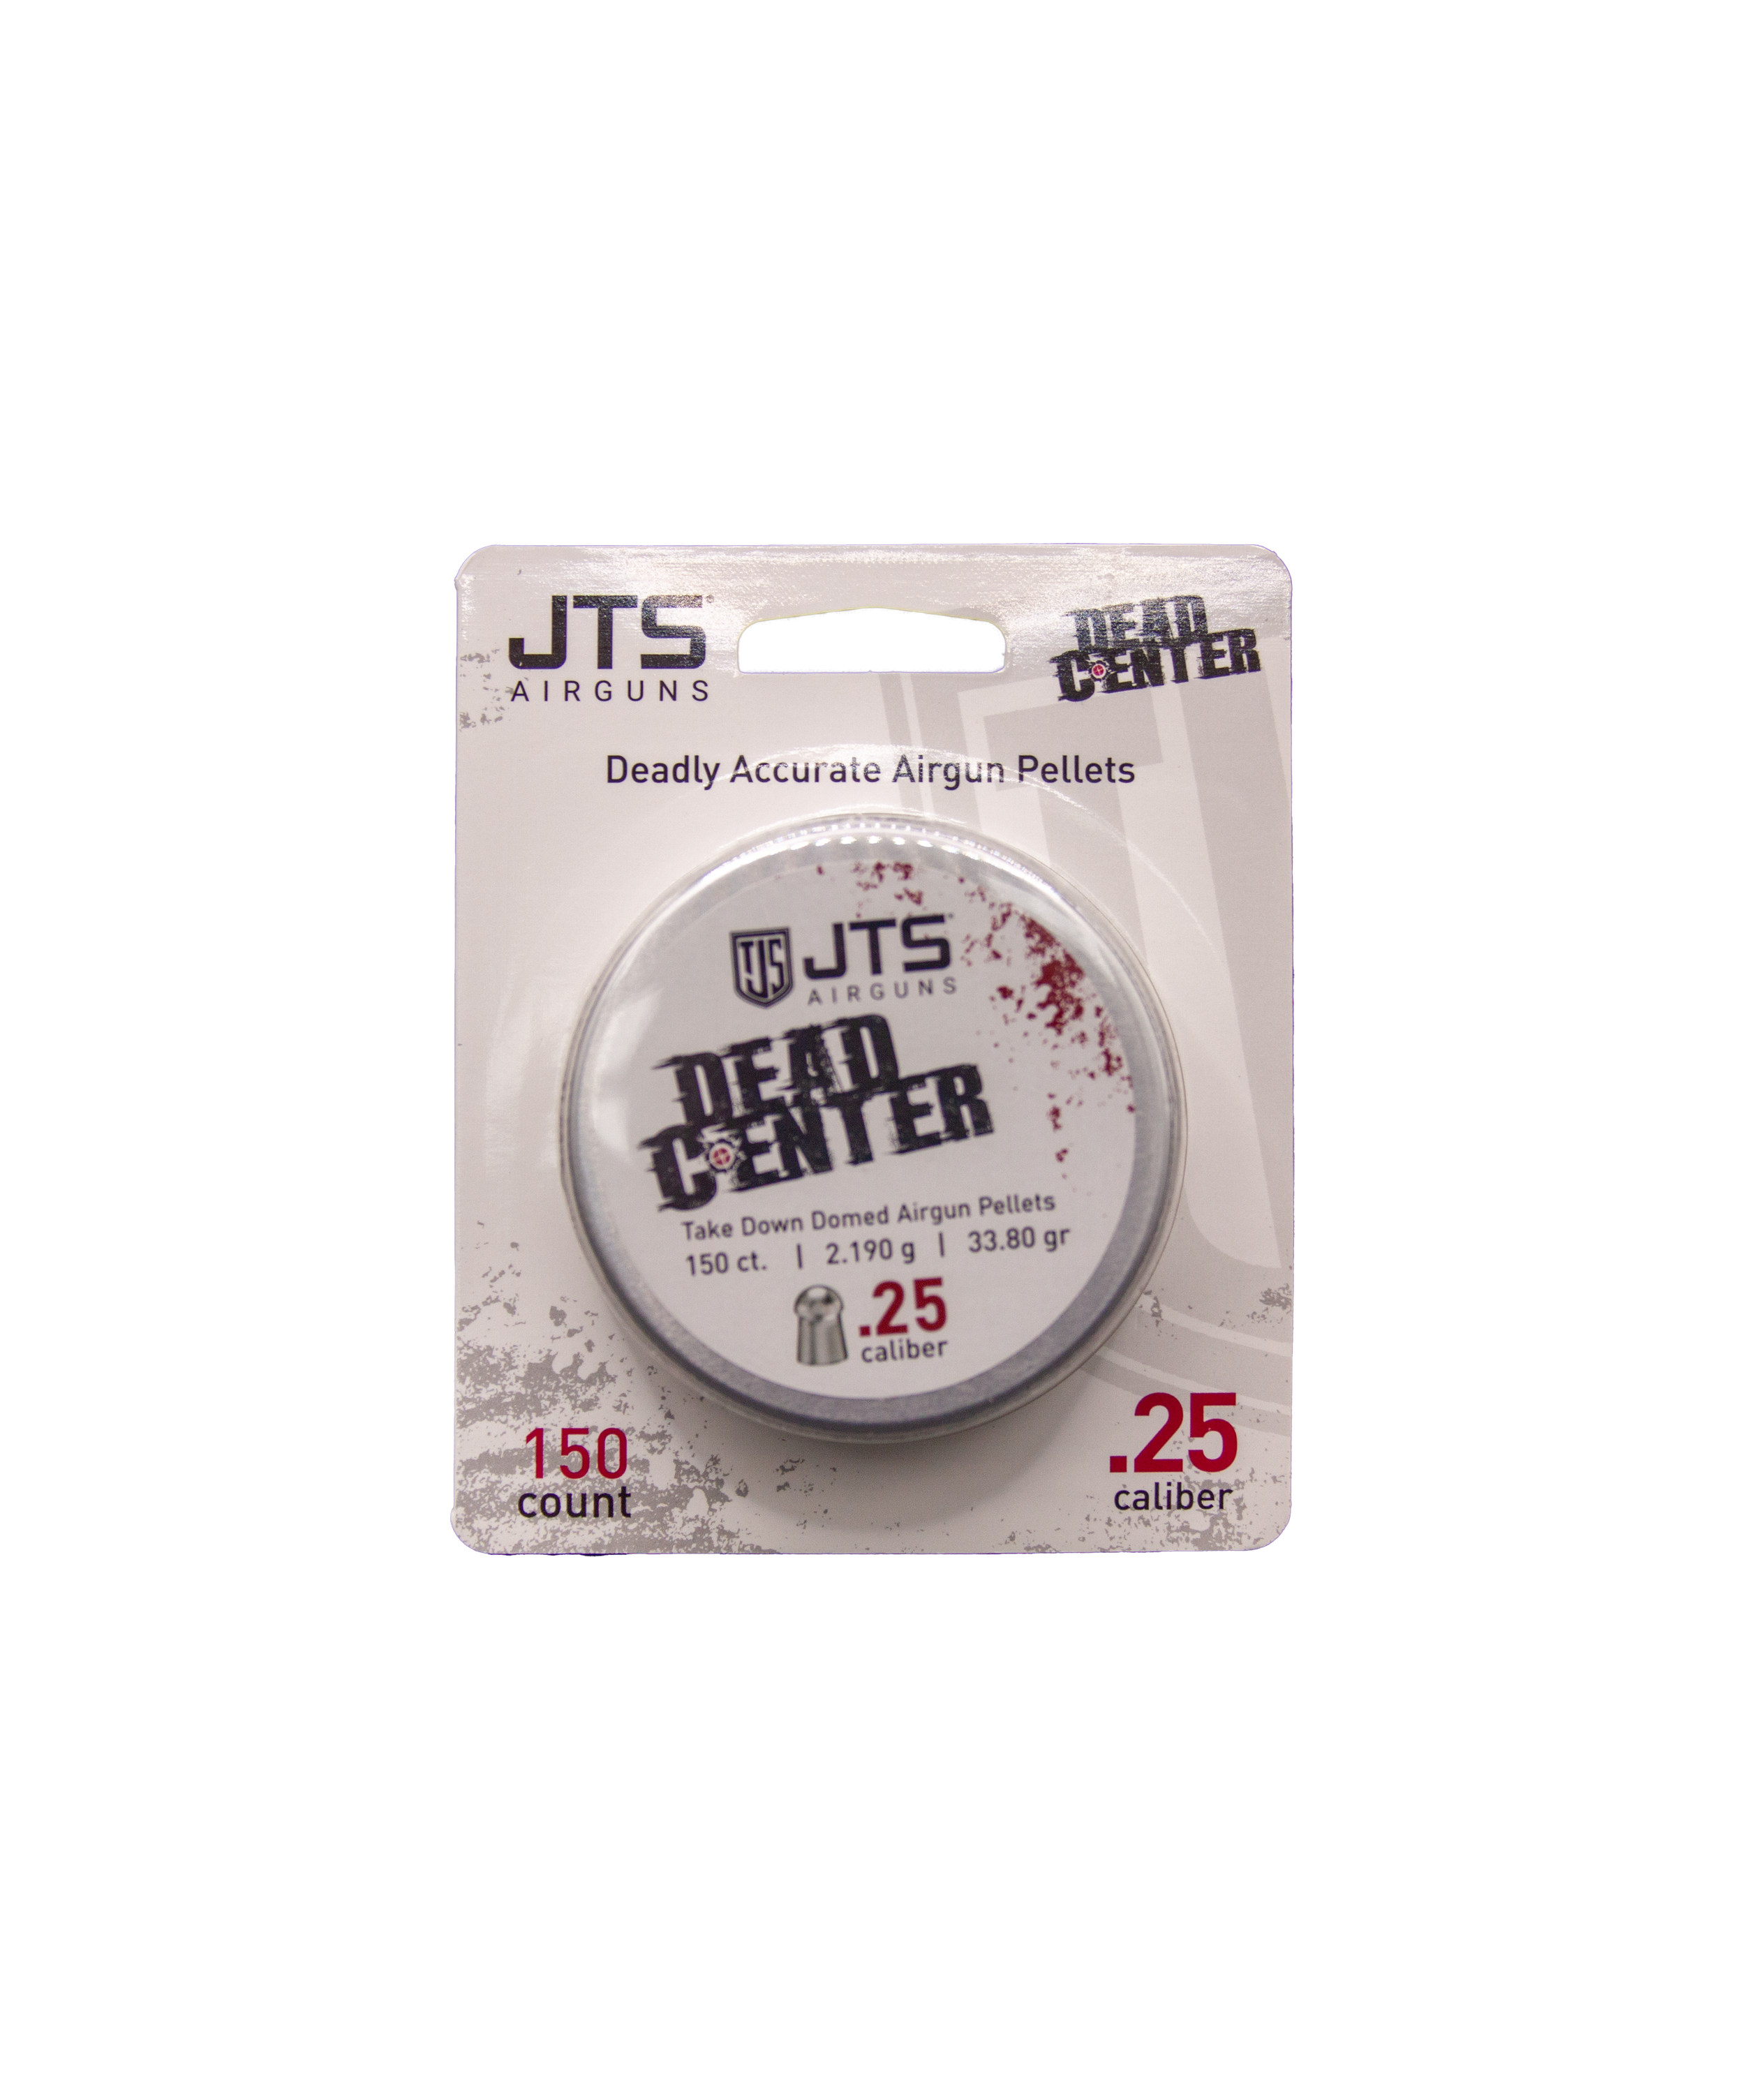 JTS
AIRGUNS
DEAD
CENTER
Deadly Accurate Airgun Pellets
JTS
AIRGUNS
DEAD
CENTER
Take Down Domed Airgun Pellets
150 ct. | 2.190 g | 33.80 gr
.25
caliber
150
count
.25
caliber